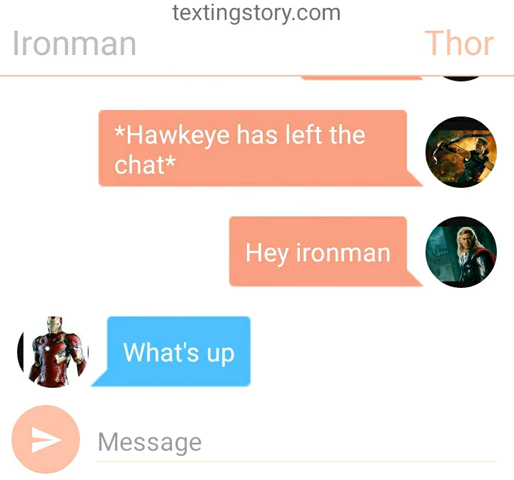 textingstory.com
Ironman
Thor
*Hawkeye has left the
chat*
Hey ironman
What's up
Message